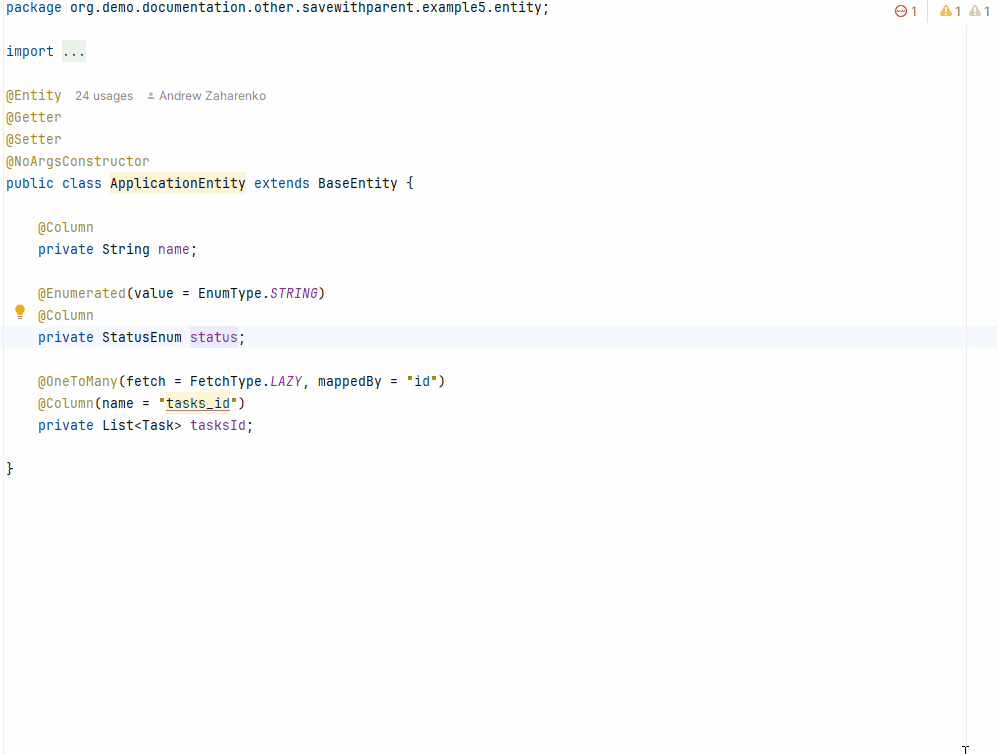 package org.demo.documentation.other.savewithparent.example5.entity;
1 1 1
import ...
@Entity 24 usages Andrew Zaharenko
@Getter
@Setter
@NoArgsConstructor
public class ApplicationEntity extends BaseEntity {
@Column
private String name;
@Enumerated(value = EnumType.STRING)
@Column
private StatusEnum status;
@OneToMany(fetch = FetchType.LAZY, mappedBy = "id")
@Column(name = "tasks_id")
private List<Task> tasksId;
}